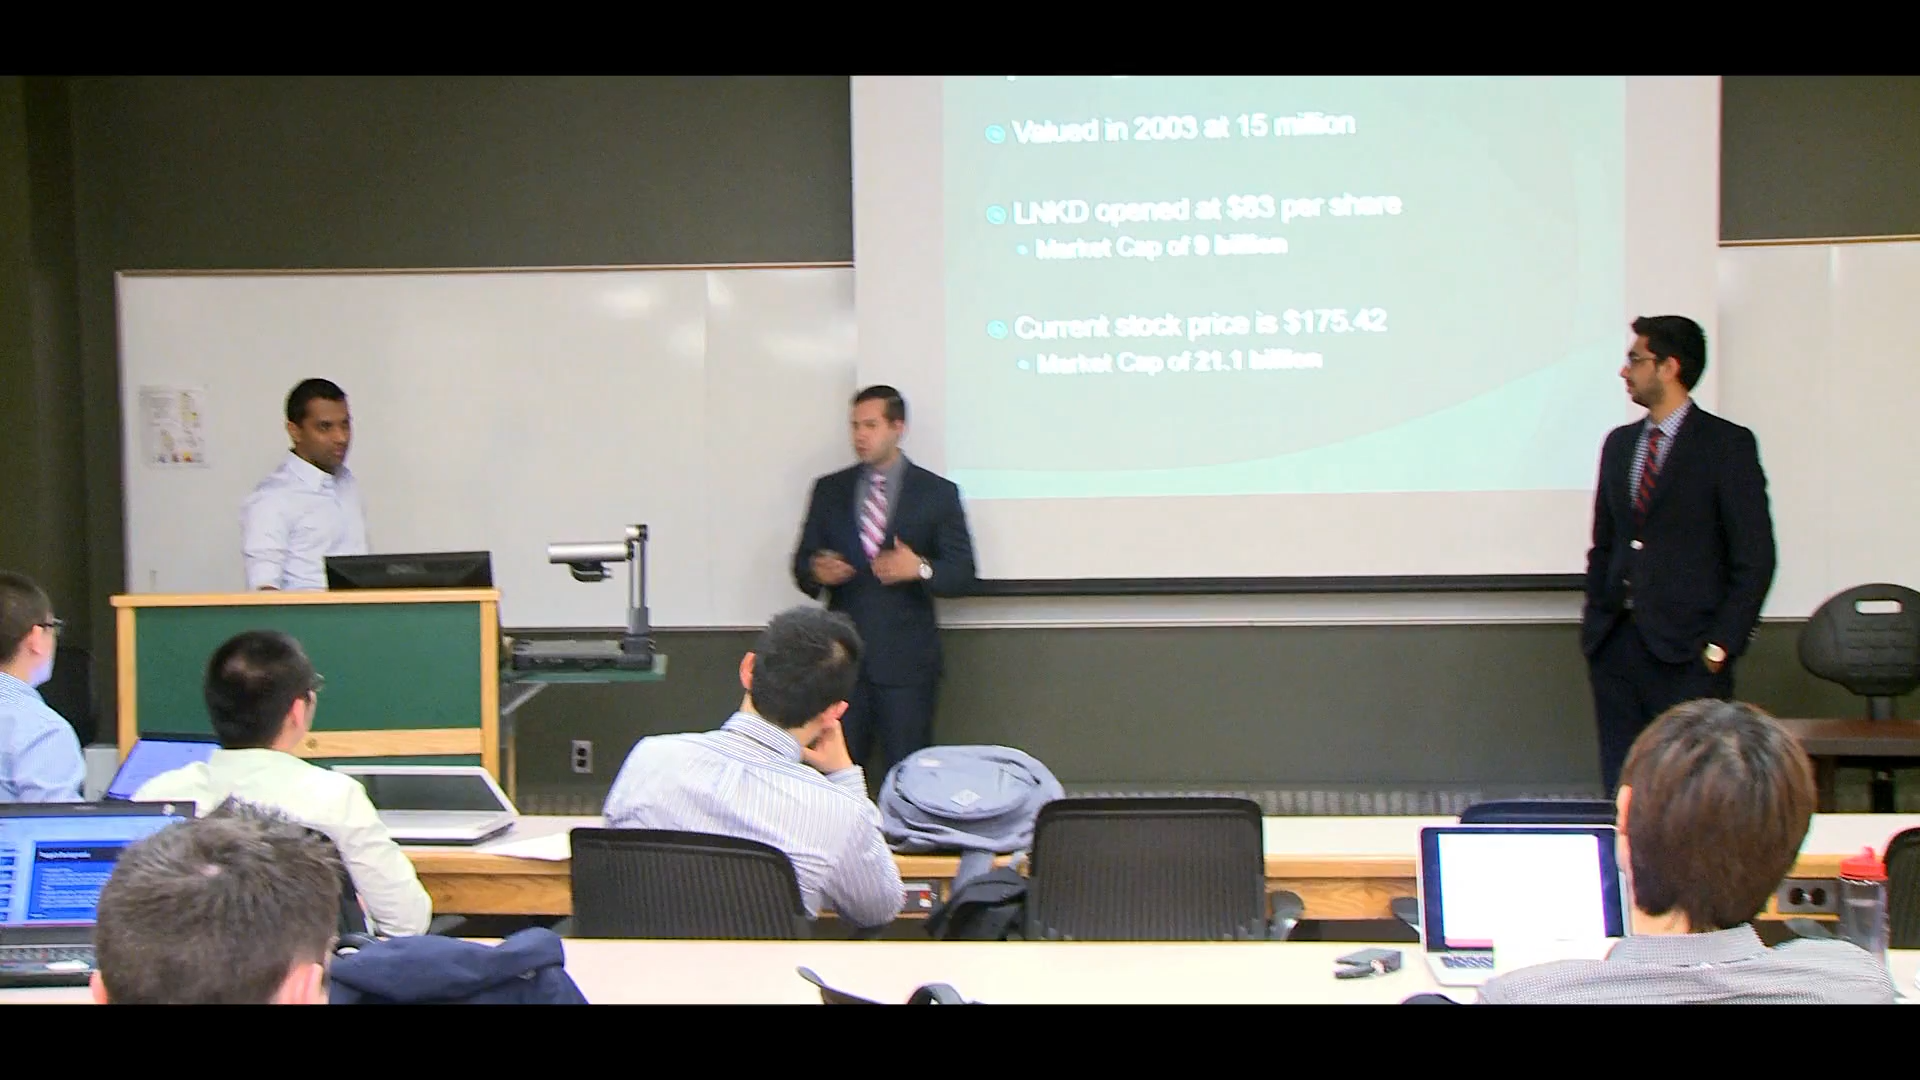 Valued in 2003 at 15 million
LNKD opened at $83 per share
Market Cap of 9 billion
Current stock price is $175.42
Market Cap of 21.1 billion